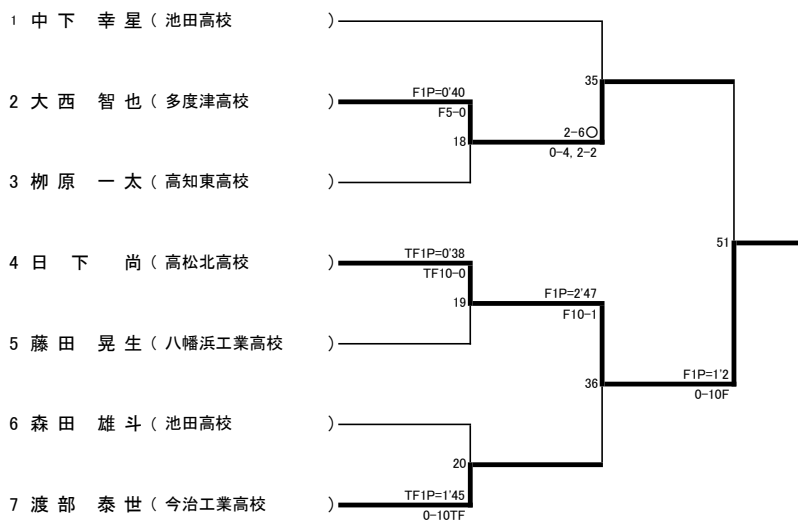 1 中下 幸星 ( 池田高校 )
35
2 大西 智也 ( 多度津高校 )
F1P=0'40
F5-0
18
2-6○
0-4, 2-2
3 栁原 一太 ( 高知東高校 )
51
4 日下 尚 ( 高松北高校 )
TF1P=0'38
TF10-0
19
F1P=2'47
F10-1
5 藤田 晃生 ( 八幡浜工業高校 )
36
F1P=1'2
0-10F
6 森田 雄斗 ( 池田高校 )
20
7 渡部 泰世 ( 今治工業高校 )
TF1P=1'45
0-10TF